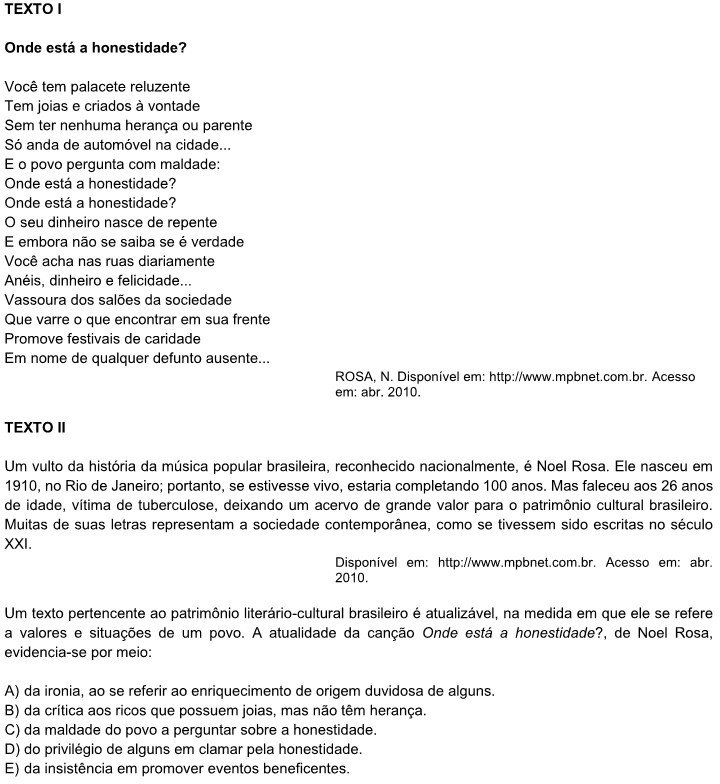 TEXTO I
Onde está a honestidade?
Você tem palacete reluzente
Tem joias e criados à vontade
Sem ter nenhuma herança ou parente
Só anda de automóvel na cidade...
E o povo pergunta com maldade:
Onde está a honestidade?
Onde está a honestidade?
O seu dinheiro nasce de repente
E embora não se saiba se é verdade
Você acha nas ruas diariamente
Anéis, dinheiro e felicidade...
Vassoura dos salões da sociedade
Que varre o que encontrar em sua frente
Promove festivais de caridade
Em nome de qualquer defunto ausente...
ROSA, N. Disponível em: http://www.mpbnet.com.br. Acesso
em: abr. 2010.
TEXTO II
Um vulto da história da música popular brasileira, reconhecido nacionalmente, é Noel Rosa. Ele nasceu em
1910, no Rio de Janeiro; portanto, se estivesse vivo, estaria completando 100 anos. Mas faleceu aos 26 anos
de idade, vítima de tuberculose, deixando um acervo de grande valor para o patrimônio cultural brasileiro.
Muitas de suas letras representam a sociedade contemporânea, como se tivessem sido escritas no século
XXI.
Disponível em: http://www.mpbnet.com.br. Acesso em: abr.
2010.
Um texto pertencente ao patrimônio literário-cultural brasileiro é atualizável, na medida em que ele se refere
a valores e situações de um povo. A atualidade da canção Onde está a honestidade?, de Noel Rosa,
evidencia-se por meio:
A) da ironia, ao se referir ao enriquecimento de origem duvidosa de alguns.
B) da crítica aos ricos que possuem joias, mas não têm herança.
C) da maldade do povo a perguntar sobre a honestidade.
D) do privilégio de alguns em clamar pela honestidade.
E) da insistência em promover eventos beneficentes.